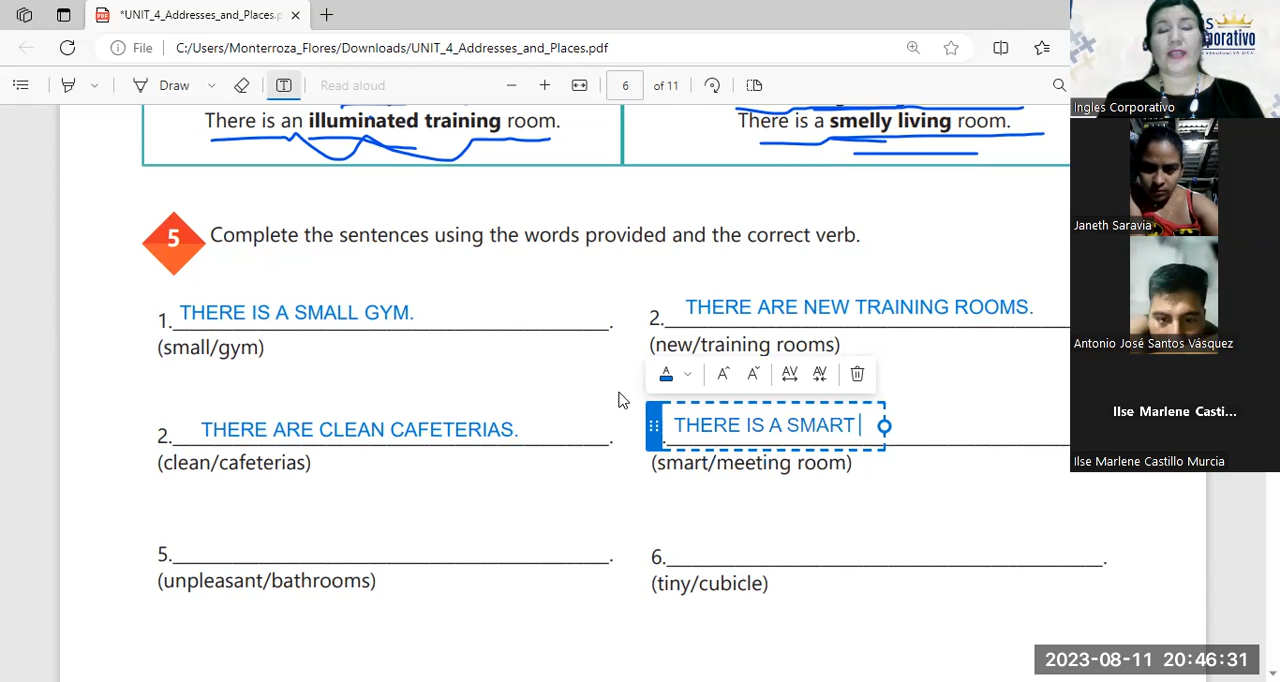 *UNIT_4_Addresses_and_Places.p
File
C:/Users/Monterroza_Flores/Downloads/UNIT_4_Addresses_and_Places.pdf
Draw
Read aloud
6
of 11
There is an illuminated training room.
There is a smelly living room.
5
Complete the sentences using the words provided and the correct verb.
1. THERE IS A SMALL GYM.
(small/gym)
2. THERE ARE NEW TRAINING ROOMS.
(new/training rooms)
2. THERE ARE CLEAN CAFETERIAS.
(clean/cafeterias)
THERE IS A SMART
(smart/meeting room)
5.
(unpleasant/bathrooms)
6.
(tiny/cubicle)
Ingles Corporativo
Janeth Saravia
Antonio José Santos Vásquez
Ilse Marlene Casti...
Ilse Marlene Castillo Murcia
2023-08-11 20:46:31